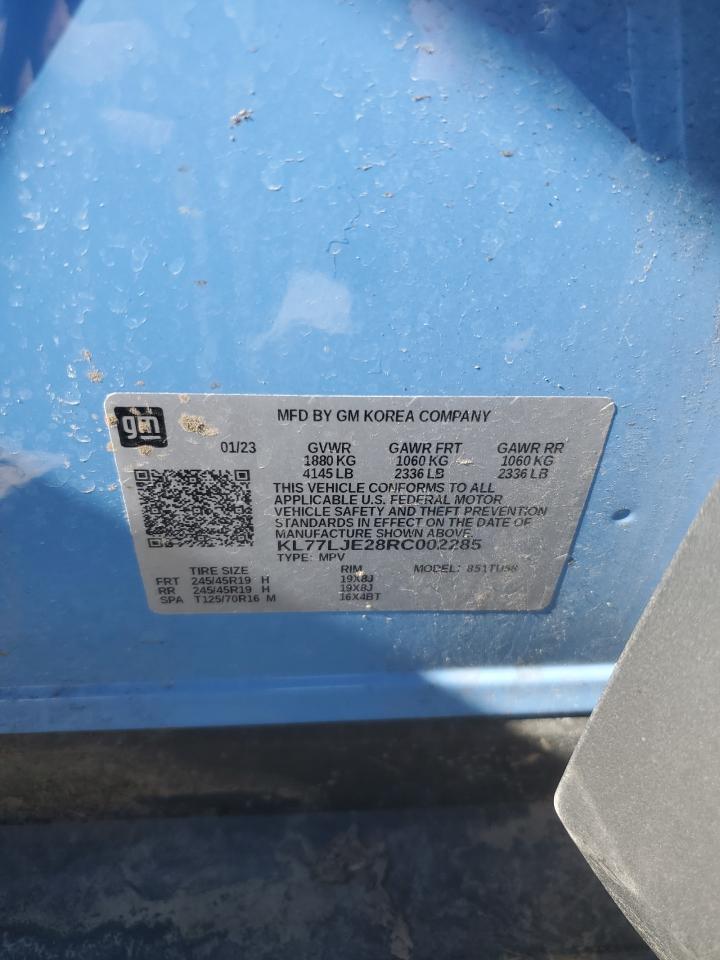 gm
MFD BY GM KOREA COMPANY
01/23 GVWR GAWR FRT GAWR RR
1880 KG 1060 KG 1060 KG
4145 LB 2336 LB 2336 LB
THIS VEHICLE CONFORMS TO ALL
APPLICABLE U.S. FEDERAL MOTOR
VEHICLE SAFETY AND THEFT PREVENTION
STANDARDS IN EFFECT ON THE DATE OF
MANUFACTURE SHOWN ABOVE.
KL77LJE28RC002285
TYPE: MPV MODEL: 851TU58
TIRE SIZE RIM
FRT 245/45R19 H 19X8J
RR 245/45R19 H 19X8J
SPA T125/70R16 M 16X4BT